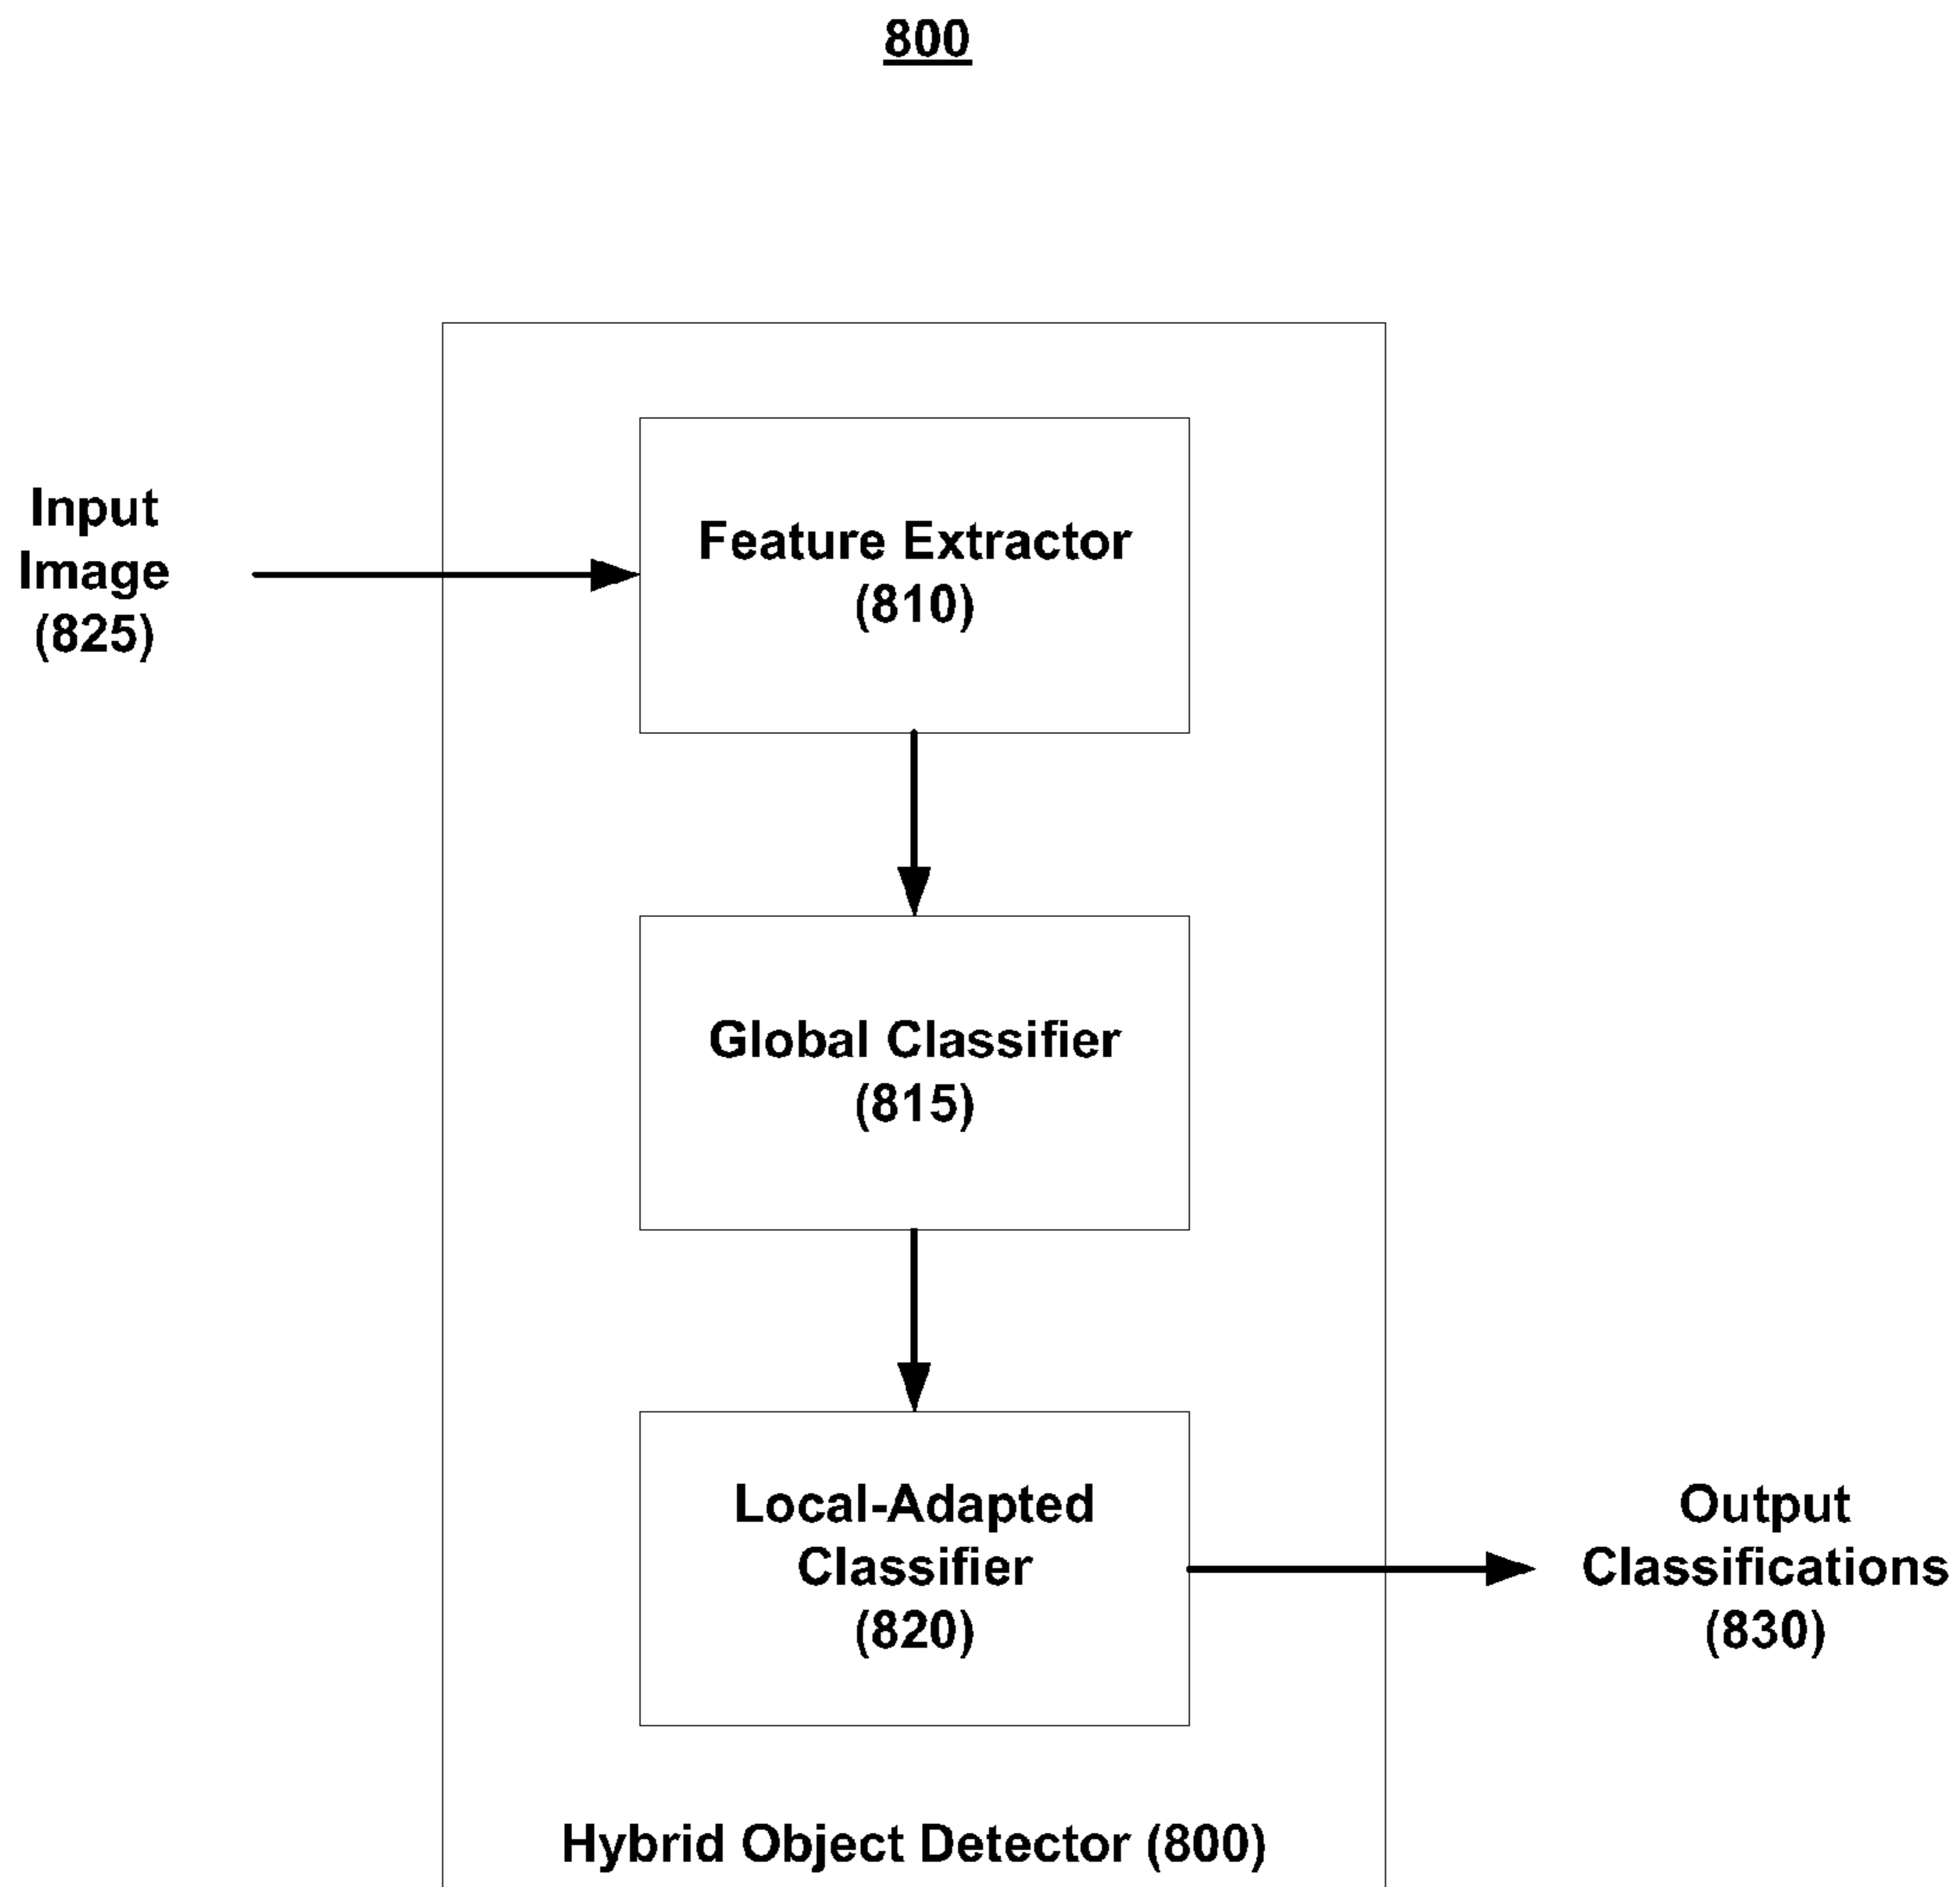 800
Input
Image
(825)
Feature Extractor
(810)
Global Classifier
(815)
Local-Adapted
Classifier
(820)
Output
Classifications
(830)
Hybrid Object Detector (800)